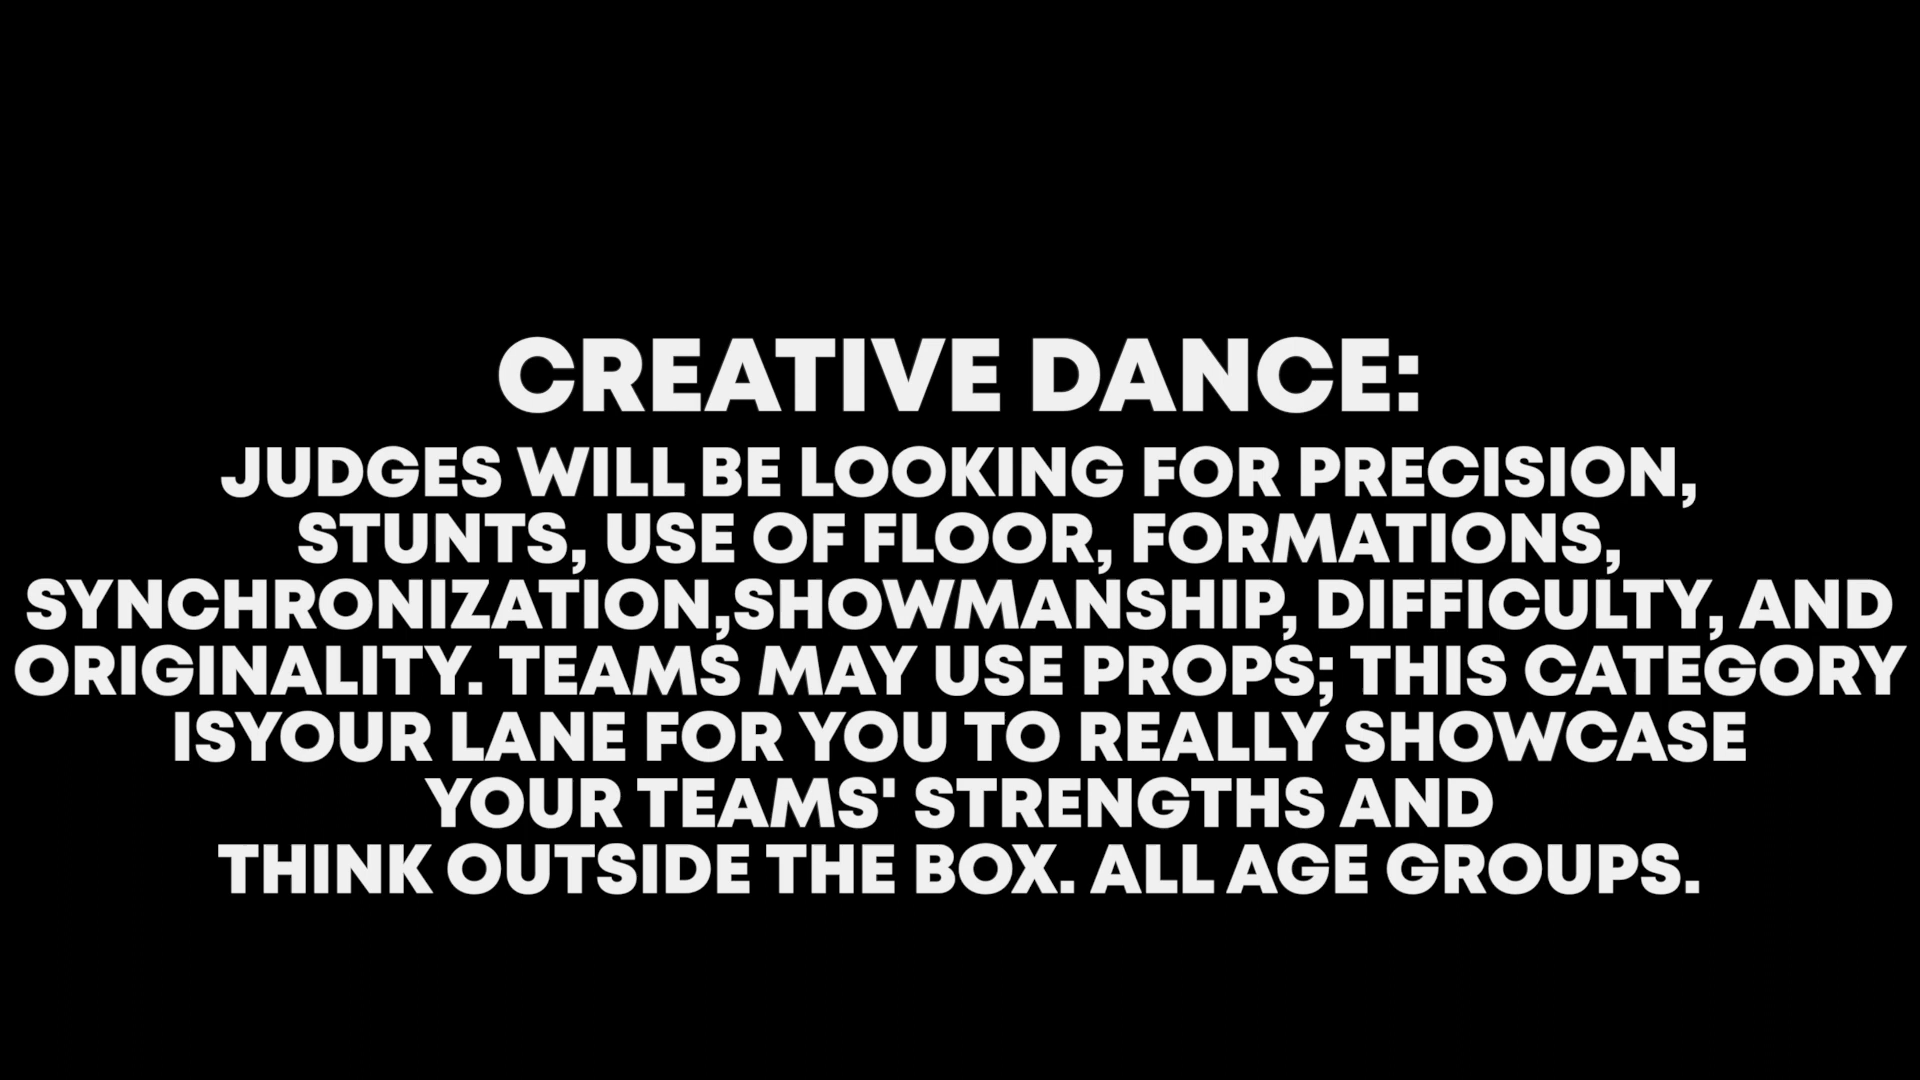 CREATIVE DANCE:
JUDGES WILL BE LOOKING FOR PRECISION,
STUNTS, USE OF FLOOR, FORMATIONS,
SYNCHRONIZATION,SHOWMANSHIP, DIFFICULTY, AND
ORIGINALITY. TEAMS MAY USE PROPS; THIS CATEGORY
ISYOUR LANE FOR YOU TO REALLY SHOWCASE
YOUR TEAMS' STRENGTHS AND
THINK OUTSIDE THE BOX. ALL AGE GROUPS.